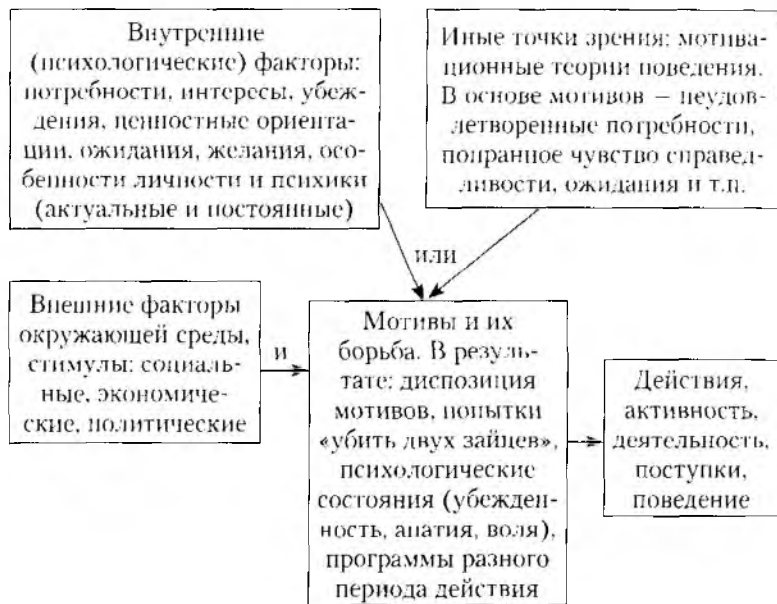 Внутренние
(психологические) факторы:
потребности, интересы, убеж-
дения, ценностные ориента-
ции, ожидания, желания, осо-
бенности личности и психики
(актуальные и постоянные)
Иные точки зрения: мотива-
ционные теории поведения.
В основе мотивов – неудов-
летворенные потребности,
попранное чувство справед-
ливости, ожидания и т.п.
или
Внешние факторы
окружающей среды,
стимулы: социаль-
ные, экономиче-
ские, политические
и
Мотивы и их
борьба. В резуль-
тате: диспозиция
мотивов, попытки
«убить двух зайцев»,
психологические
состояния (убежден-
ность, апатия, воля),
программы разного
периода действия
Действия,
активность,
деятельность,
поступки,
поведение